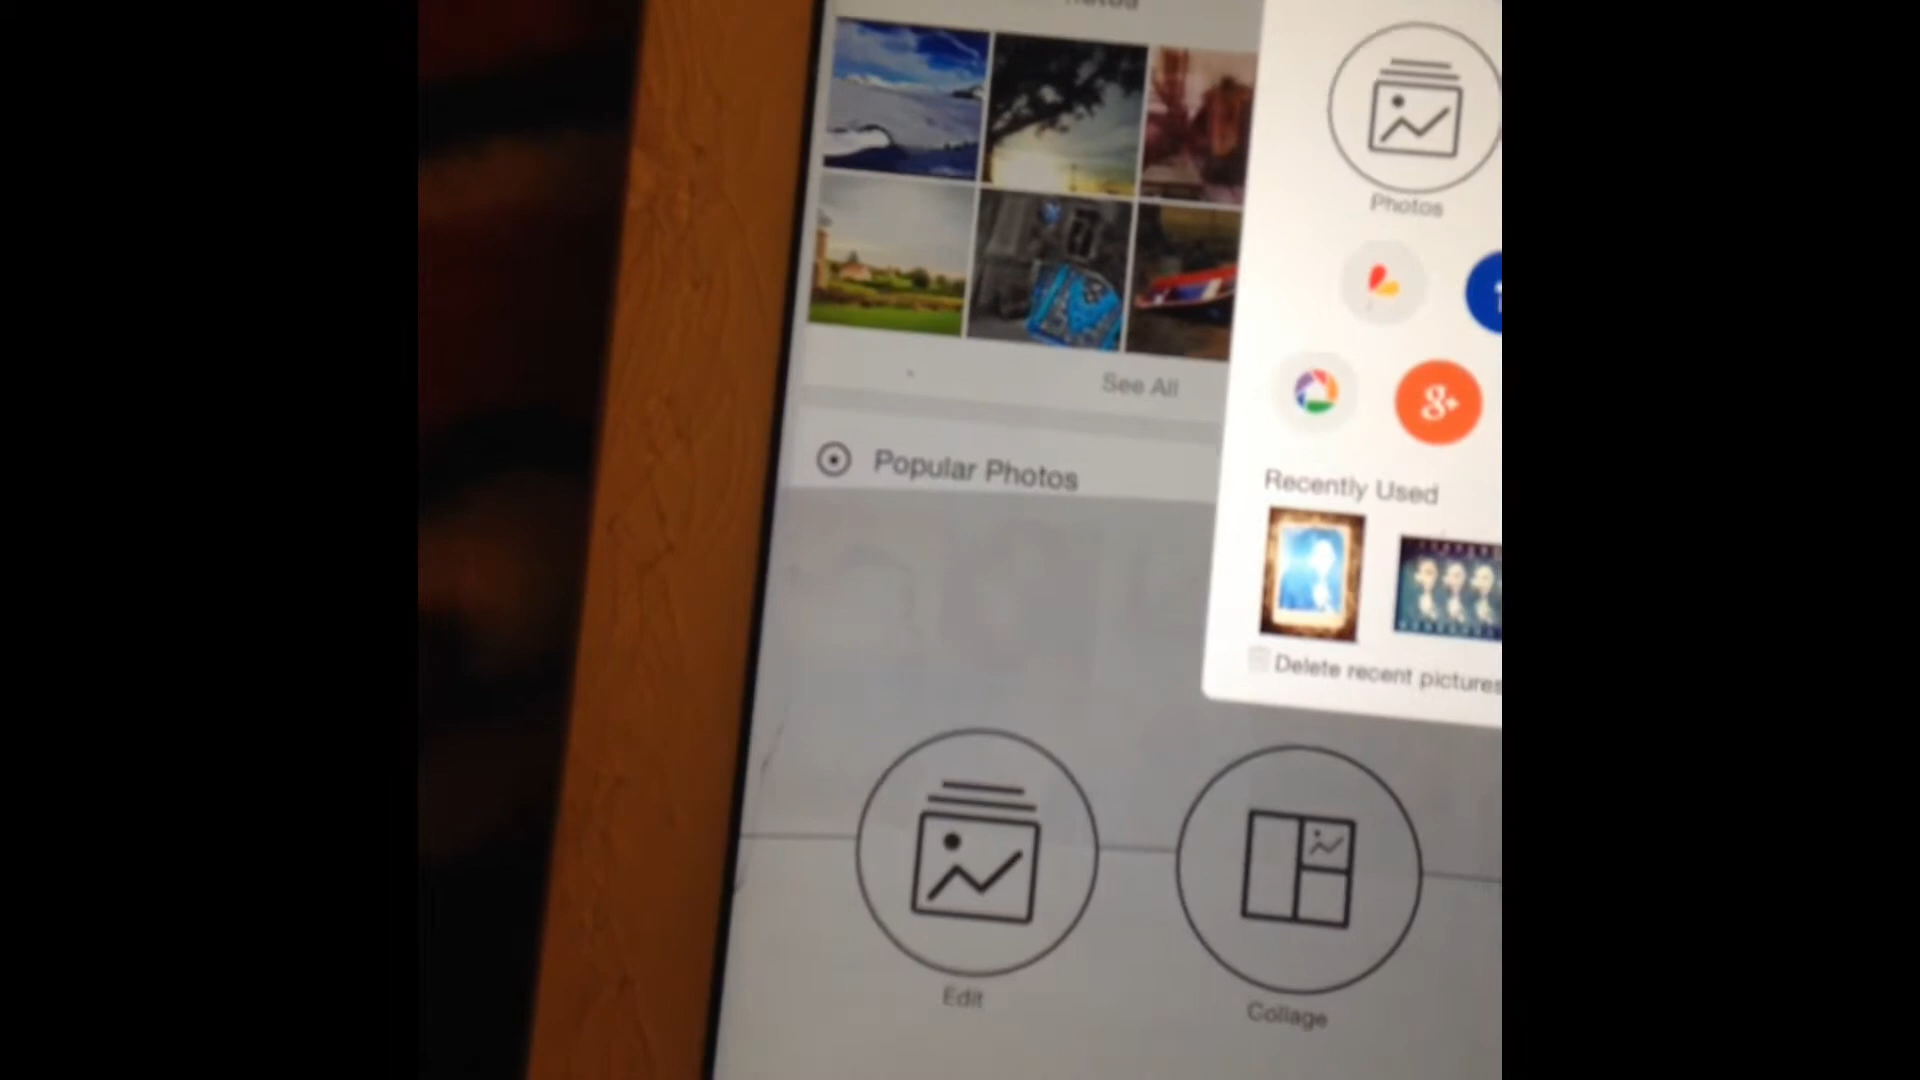 Photos
See All
g+
Popular Photos
Recently Used
Delete recent pictures
Edit
Collage